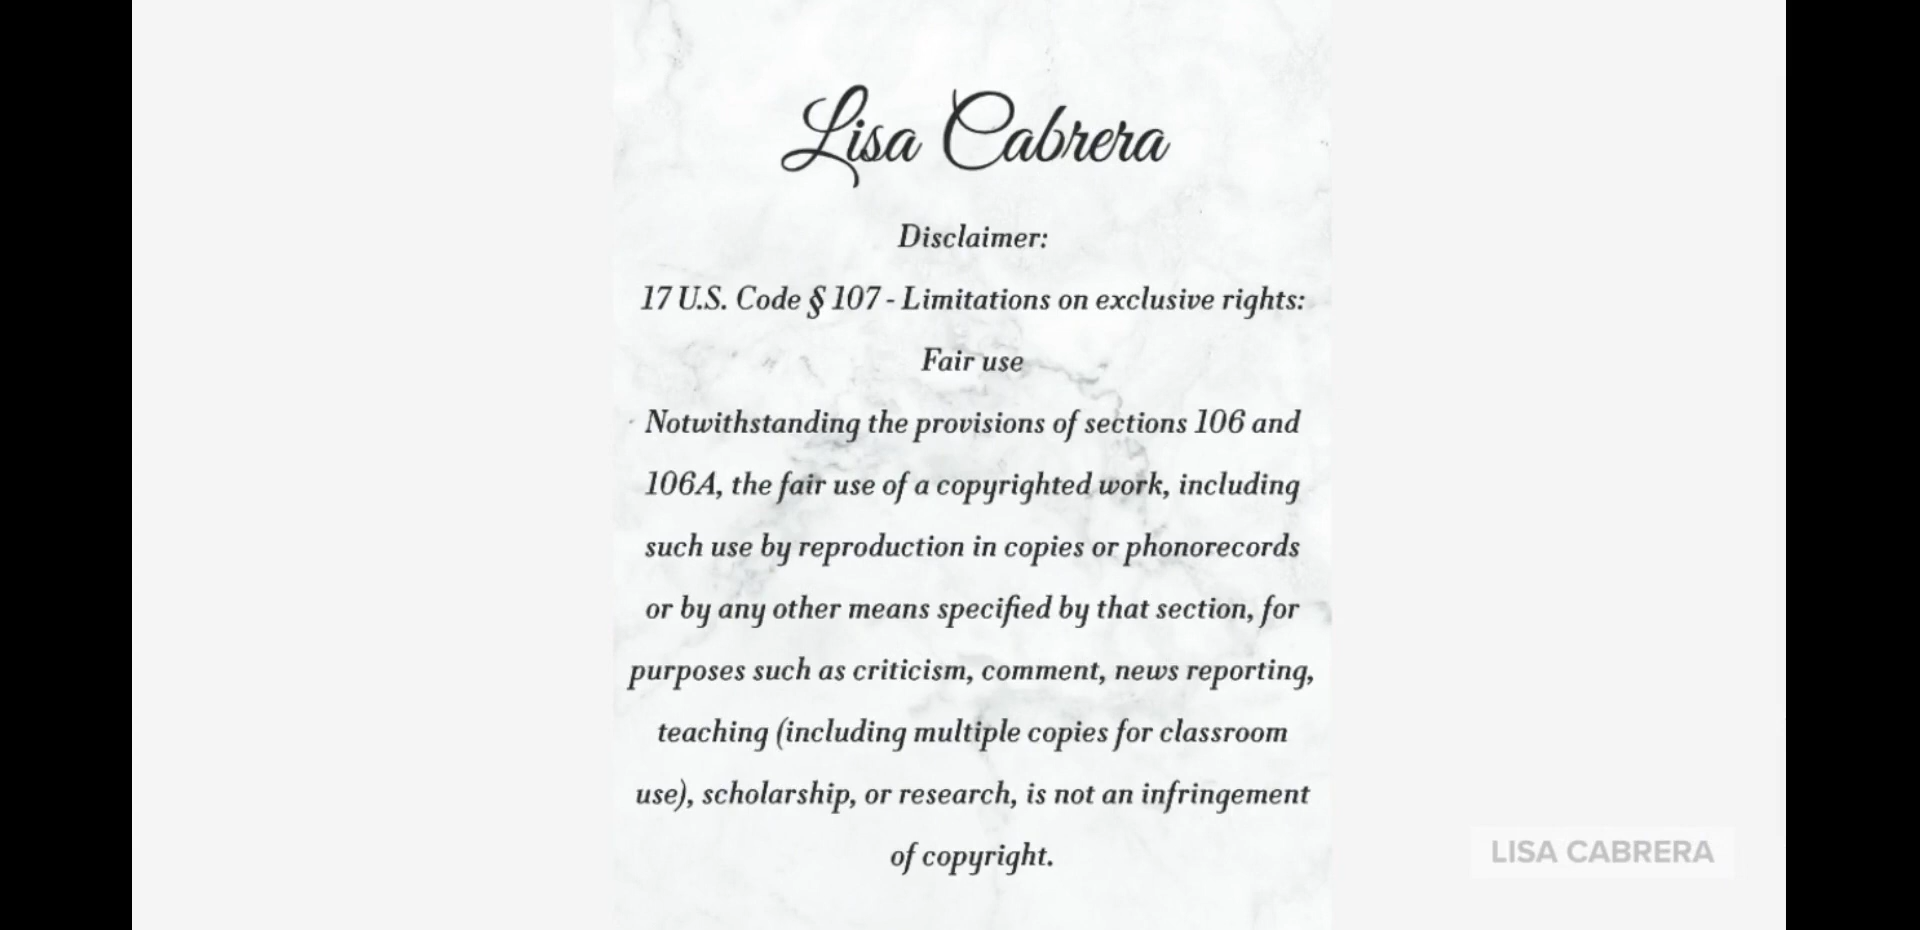 Lisa Cabrera
Disclaimer:
17 U.S. Code § 107 - Limitations on exclusive rights:
Fair use
Notwithstanding the provisions of sections 106 and
106A, the fair use of a copyrighted work, including
such use by reproduction in copies or phonorecords
or by any other means specified by that section, for
purposes such as criticism, comment, news reporting,
teaching (including multiple copies for classroom
use), scholarship, or research, is not an infringement
of copyright.
LISA CABRERA